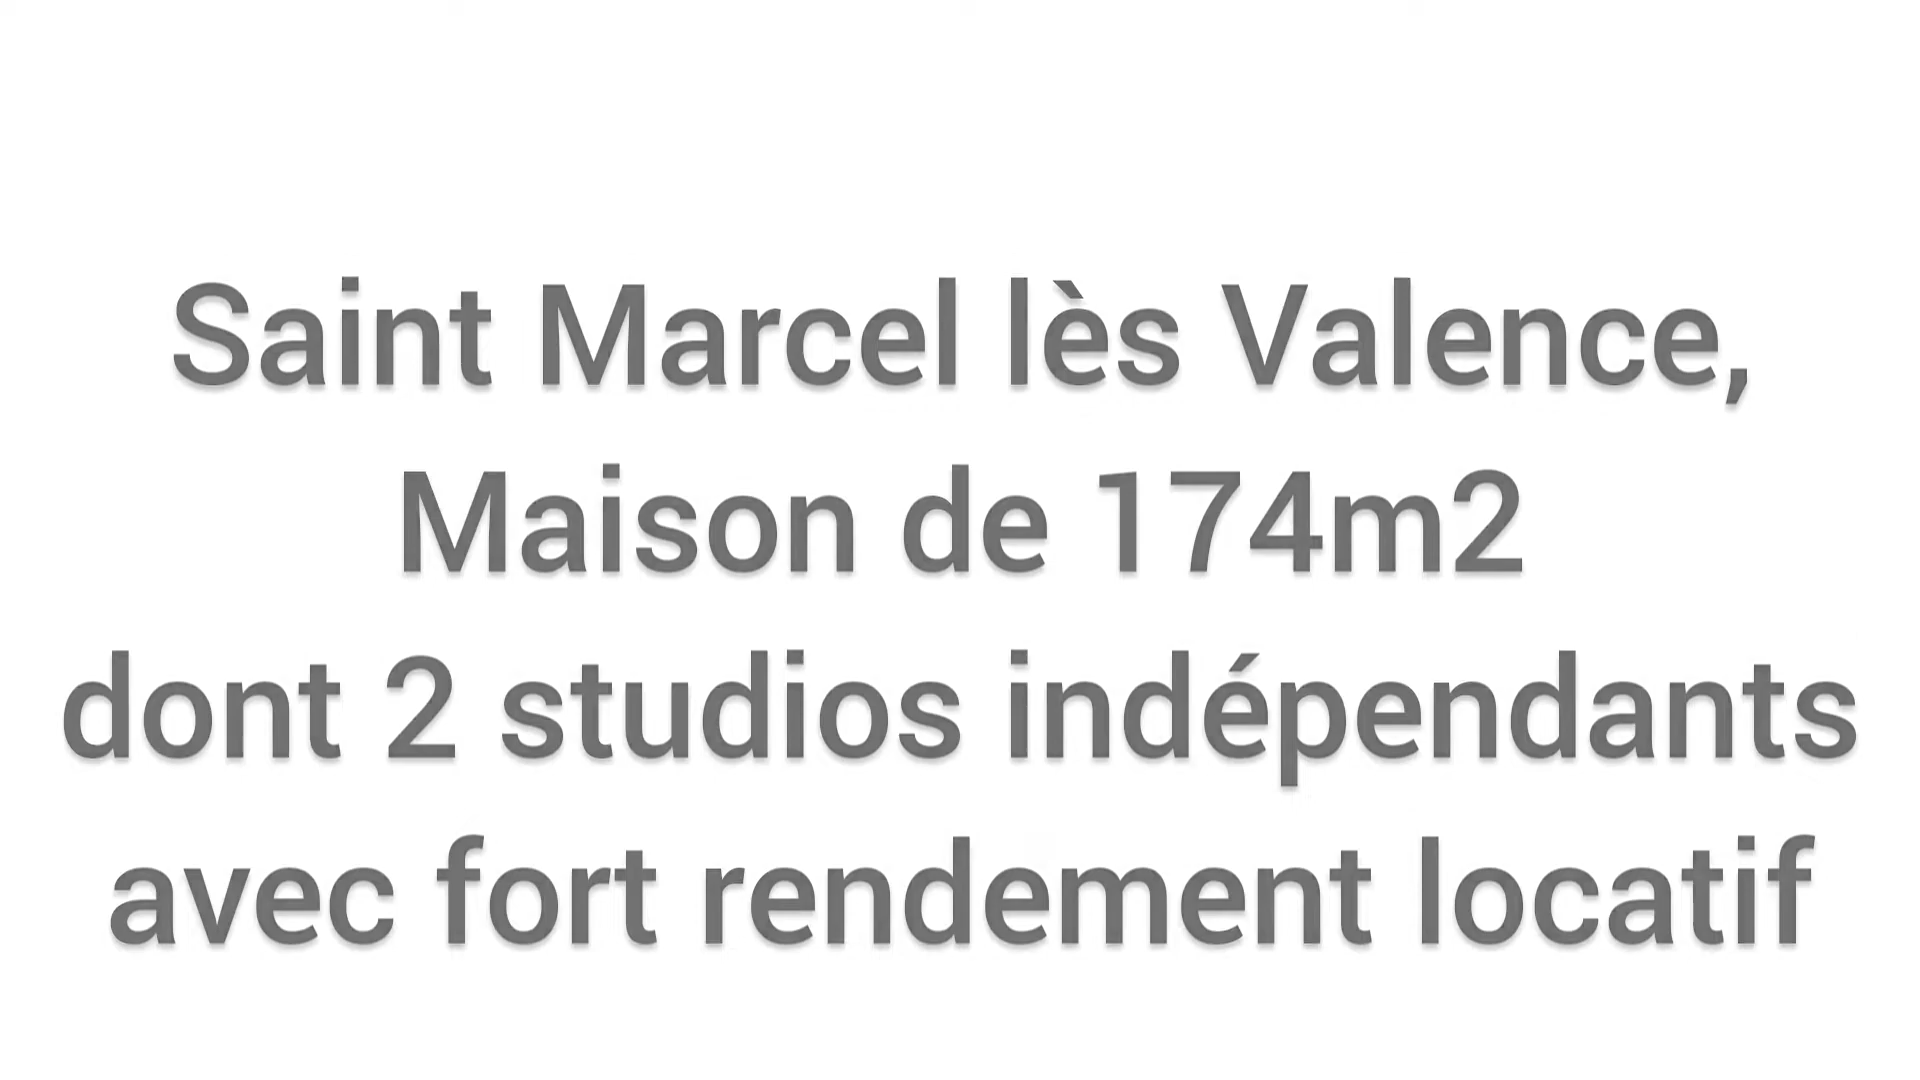 Saint Marcel lès Valence,
Maison de 174m2
dont 2 studios indépendants
avec fort rendement locatif